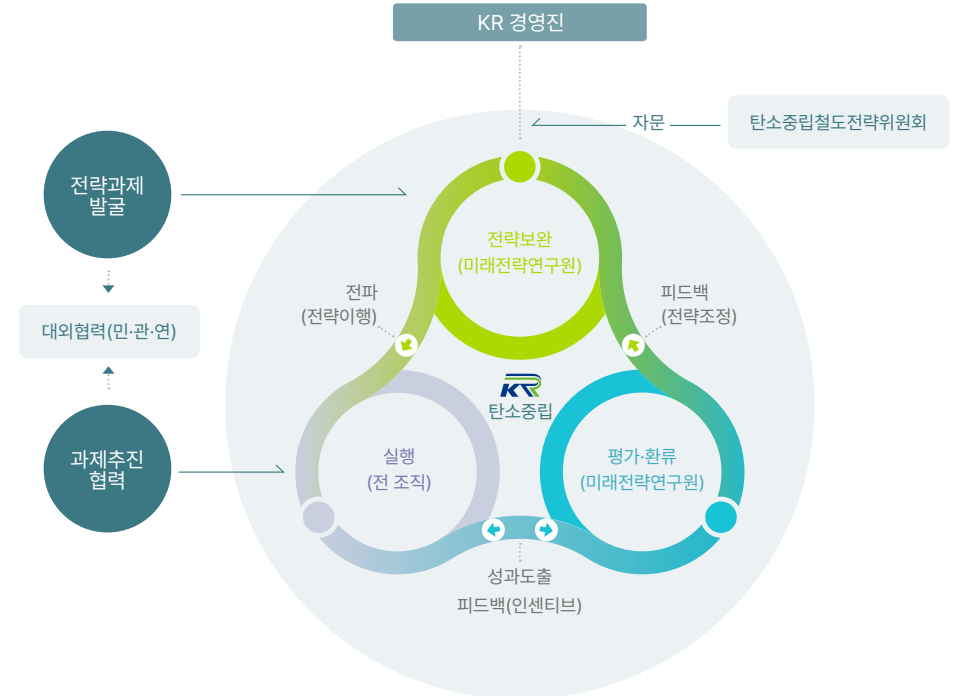 KR 경영진
자문
탄소중립철도전략위원회
전략과제
발굴
전략보완
(미래전략연구원)
전파
(전략이행)
피드백
(전략조정)
대외협력(민·관·연)
KR
탄소중립
과제추진
협력
실행
(전 조직)
평가·환류
(미래전략연구원)
성과도출
피드백(인센티브)